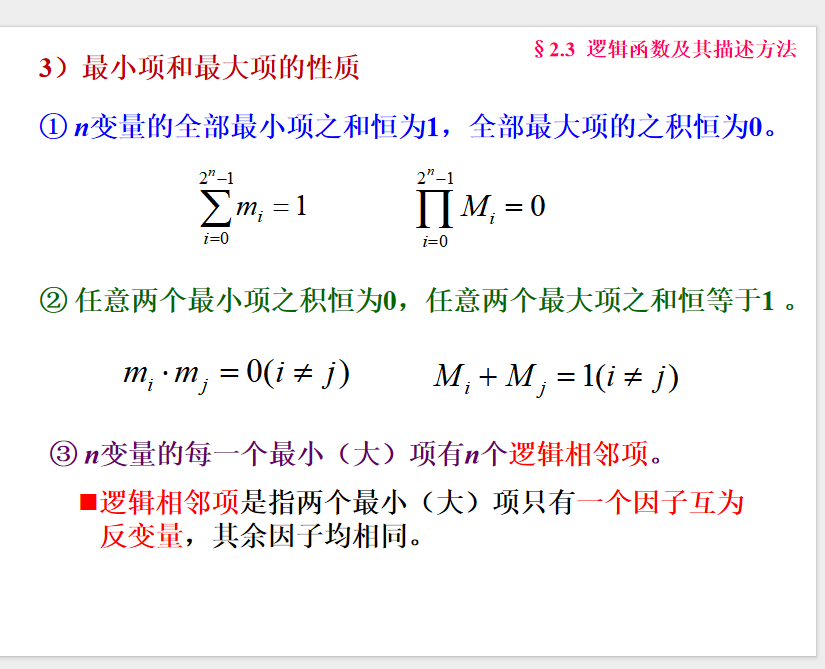 § 2.3 逻辑函数及其描述方法
3）最小项和最大项的性质
① n变量的全部最小项之和恒为1，全部最大项的之积恒为0。
\sum_{i=0}^{2^n-1} m_i = 1 \prod_{i=0}^{2^n-1} M_i = 0
② 任意两个最小项之积恒为0，任意两个最大项之和恒等于1 。
m_i · m_j = 0(i ≠ j) M_i + M_j = 1(i ≠ j)
③ n变量的每一个最小（大）项有n个逻辑相邻项。
■逻辑相邻项是指两个最小（大）项只有一个因子互为
反变量，其余因子均相同。